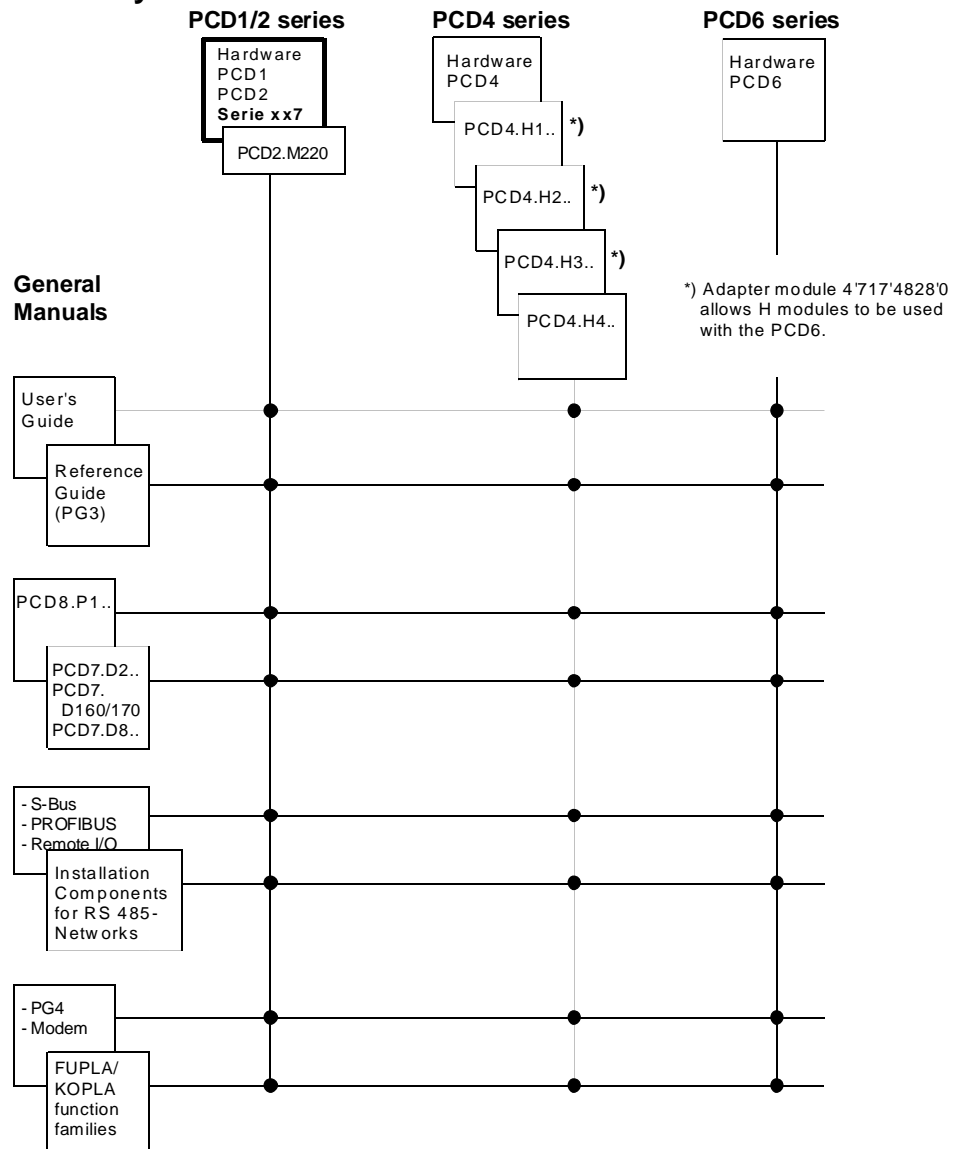 PCD1/2 series
PCD4 series
PCD6 series
Hardware
PCD1
PCD2
Serie xx7
PCD2.M220
Hardware
PCD4
PCD4.H1.. *)
PCD4.H2.. *)
PCD4.H3.. *)
PCD4.H4..
Hardware
PCD6
*) Adapter module 4'717'4828'0
allows H modules to be used
with the PCD6.
General
Manuals
User's
Guide
Reference
Guide
(PG3)
PCD8.P1..
PCD7.D2..
PCD7.
D160/170
PCD7.D8..
- S-Bus
- PROFIBUS
- Remote I/O
Installation
Components
for RS 485-
Networks
- PG4
- Modem
FUPLA/
KOPLA
function
families